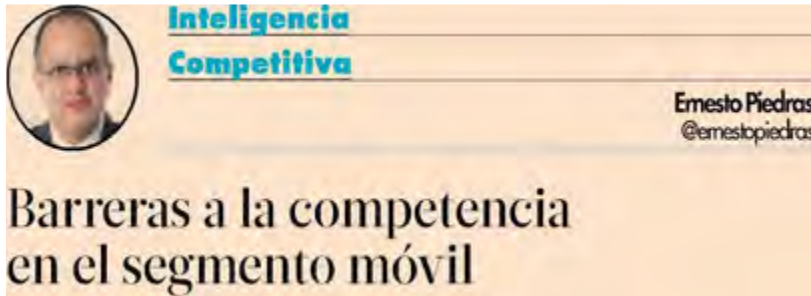 Inteligencia
Competitiva
Ernesto Piedras
@ernestopiedras
Barreras a la competencia
en el segmento móvil